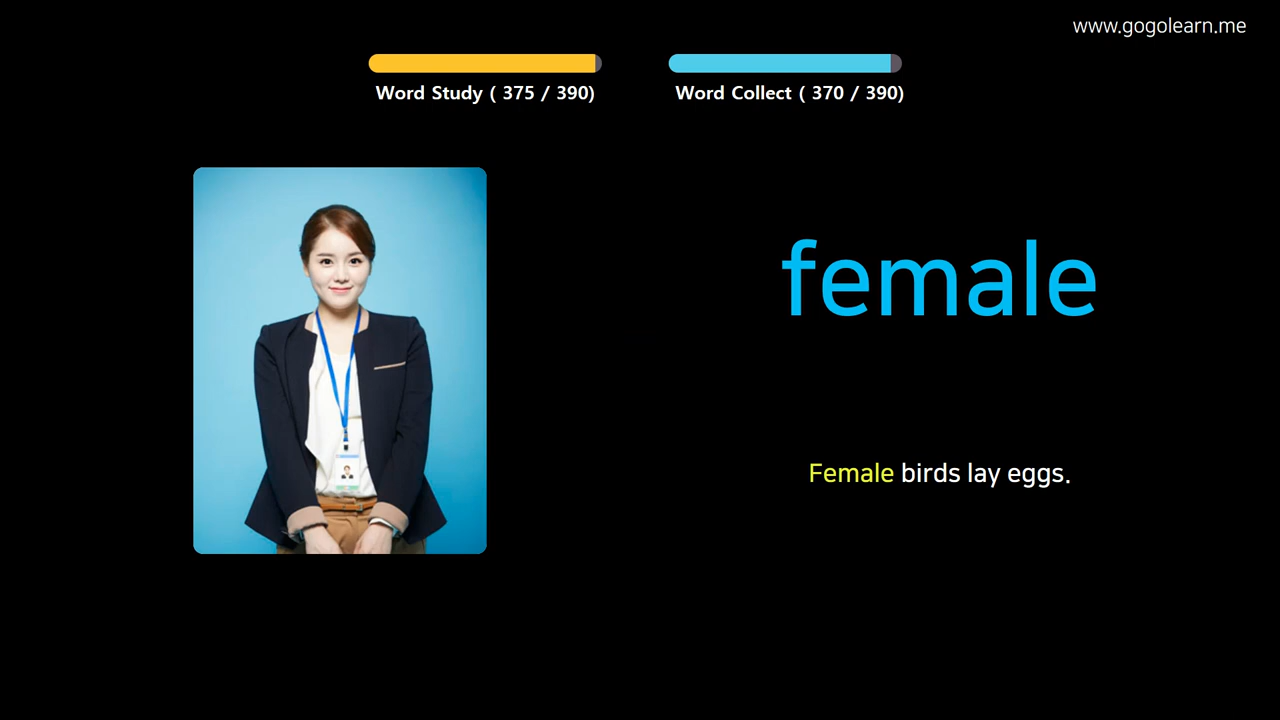 www.gogolearn.me
Word Study ( 375 / 390)
Word Collect ( 370 / 390)
female
Female birds lay eggs.